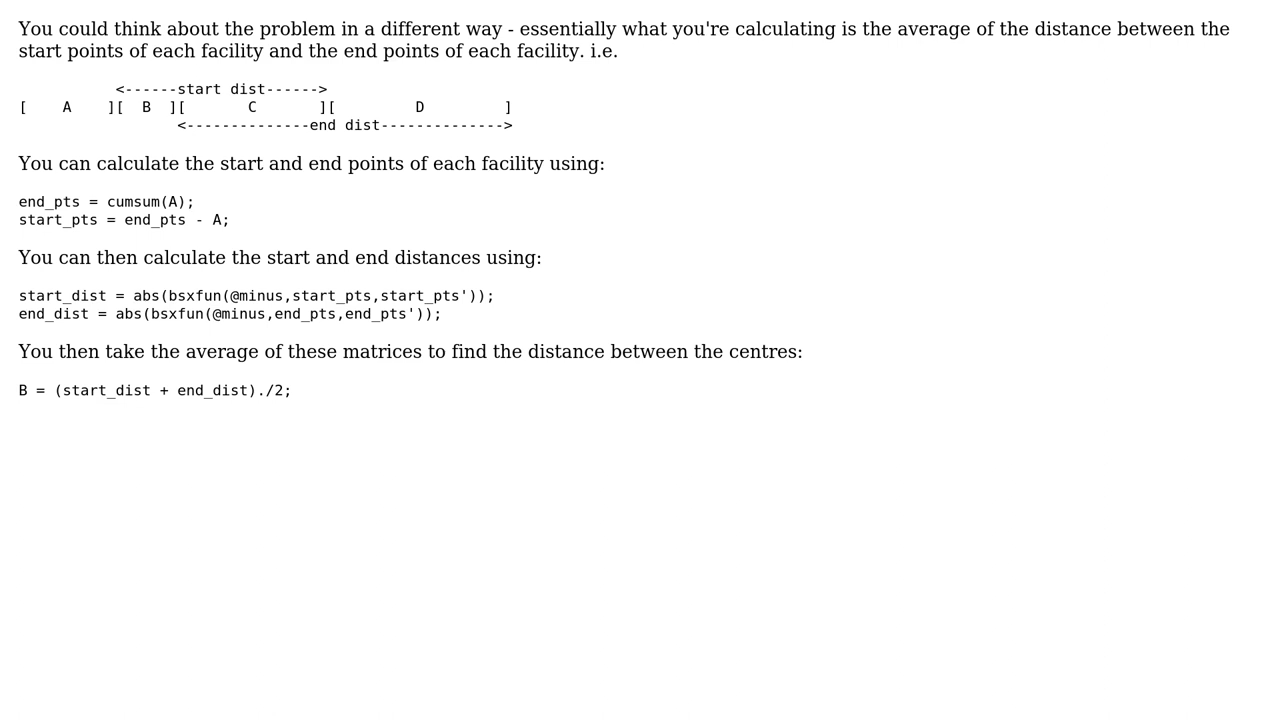 You could think about the problem in a different way - essentially what you're calculating is the average of the distance between the
start points of each facility and the end points of each facility. i.e.
           <------start dist------>
[    A    ][  B  ][       C       ][         D         ]
                  <--------------end dist-------------->
You can calculate the start and end points of each facility using:
end_pts = cumsum(A);
start_pts = end_pts - A;
You can then calculate the start and end distances using:
start_dist = abs(bsxfun(@minus,start_pts,start_pts'));
end_dist = abs(bsxfun(@minus,end_pts,end_pts'));
You then take the average of these matrices to find the distance between the centres:
B = (start_dist + end_dist)./2;